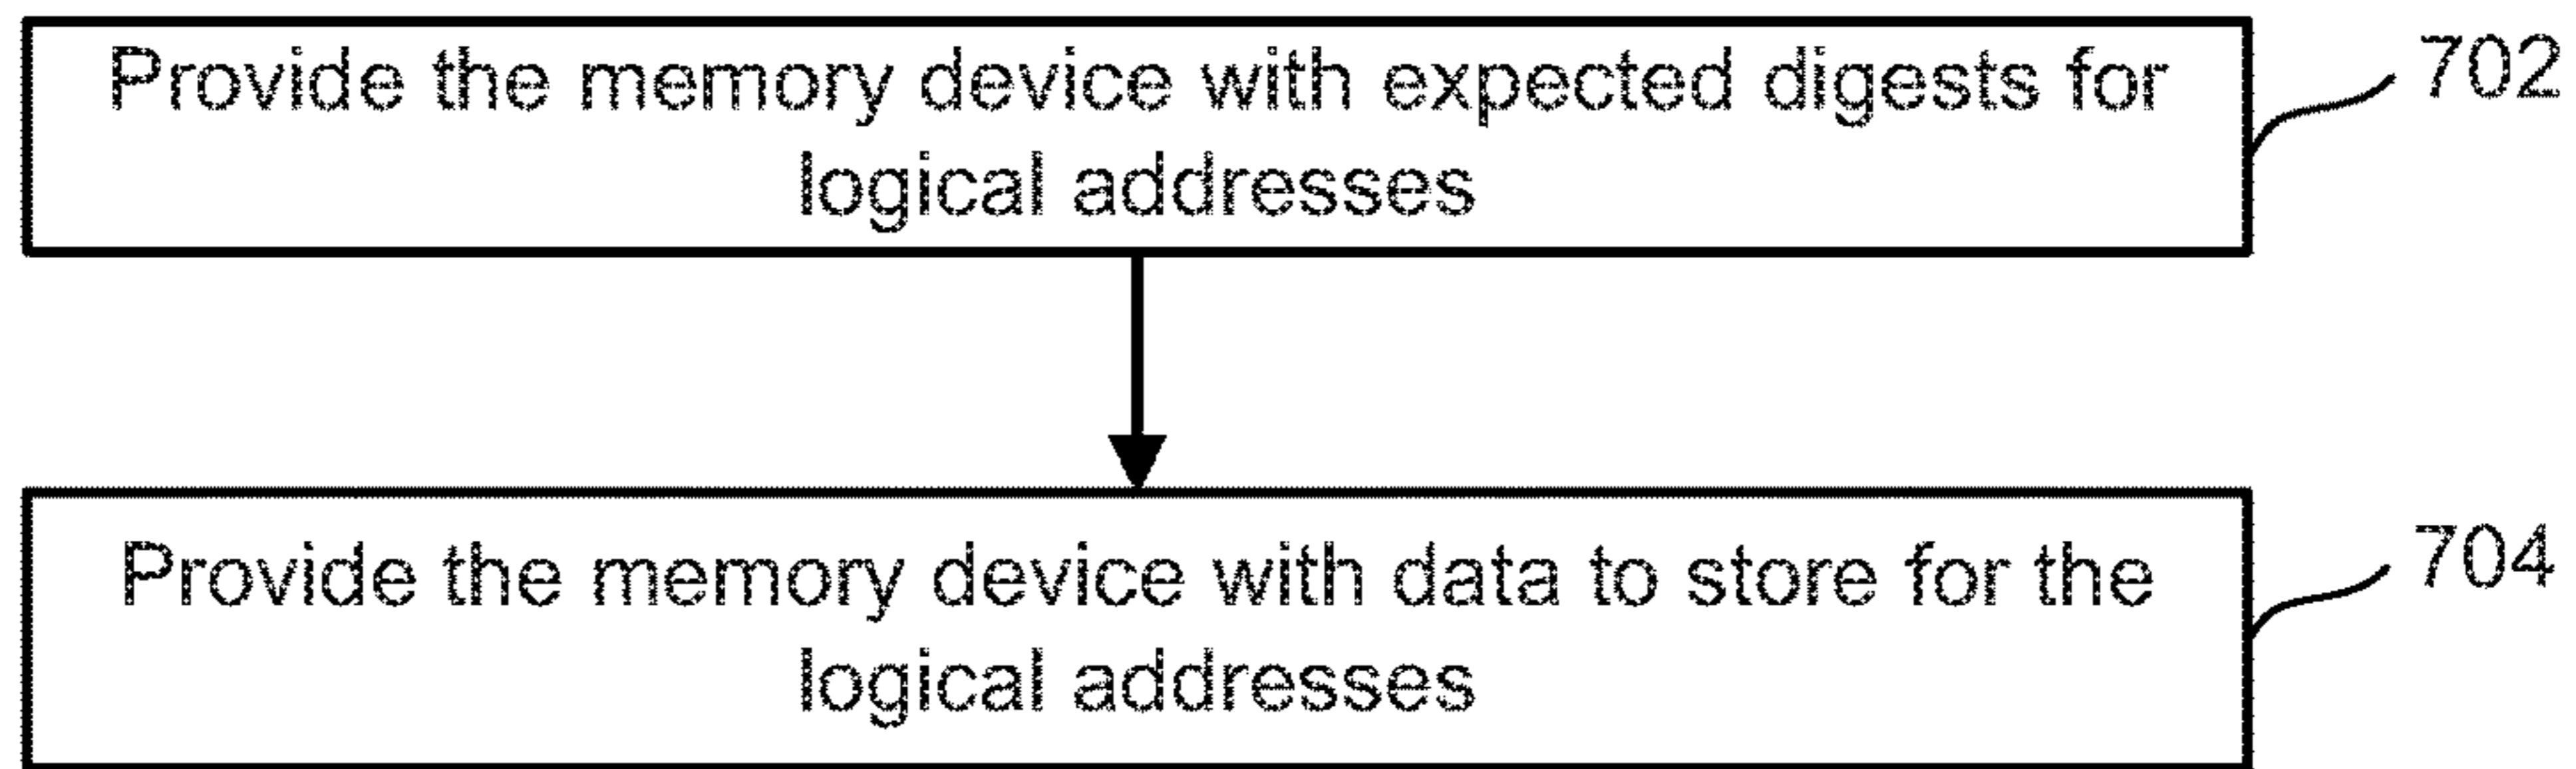 Provide the memory device with expected digests for
logical addresses
702
Provide the memory device with data to store for the
logical addresses
704